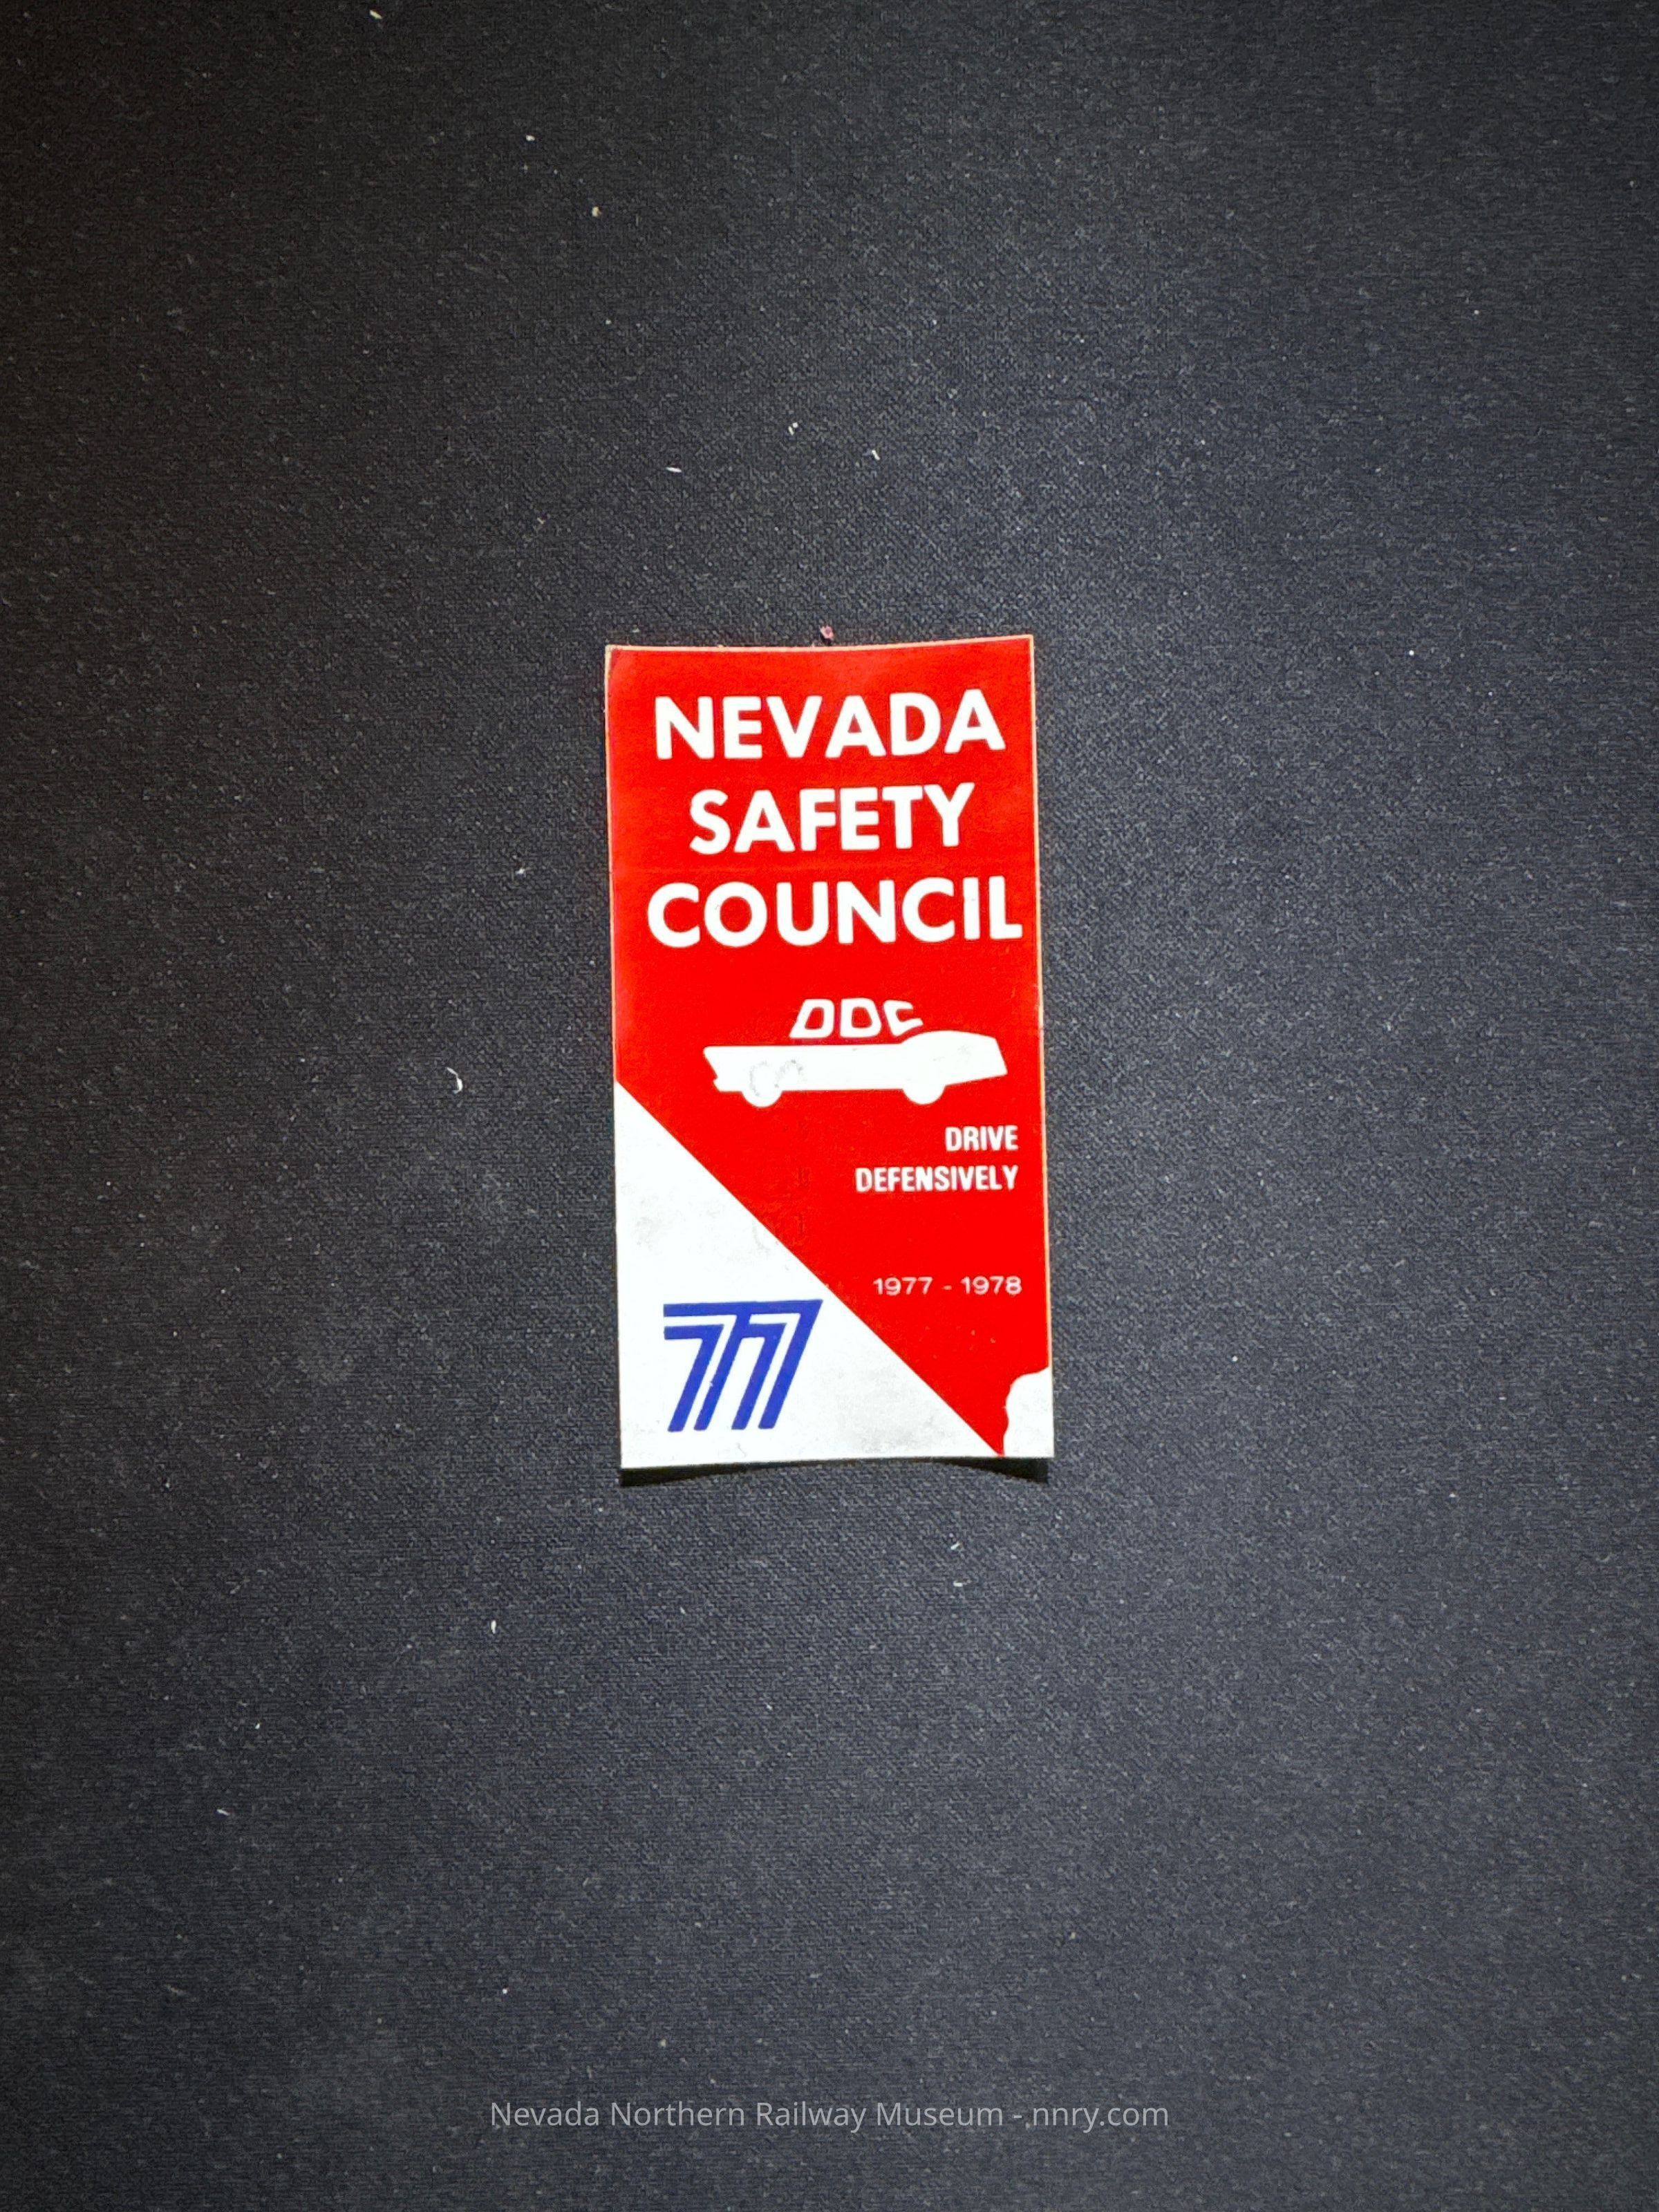 NEVADA
SAFETY
COUNCIL
DDC
DRIVE
DEFENSIVELY
1977 - 1978
77
Nevada Northern Railway Museum - nnry.com